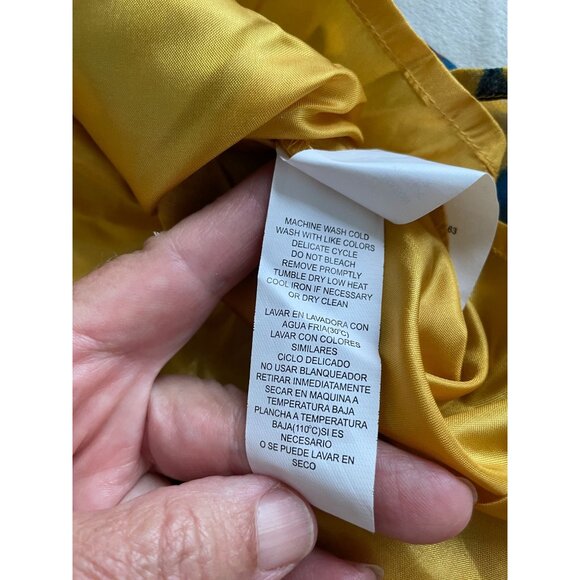 MACHINE WASH COLD
WASH WITH LIKE COLORS
DELICATE CYCLE
DO NOT BLEACH
REMOVE PROMPTLY
TUMBLE DRY LOW HEAT
COOL IRON IF NECESSARY
OR DRY CLEAN
LAVAR EN LAVADORA CON
AGUA FRIA(30°C)
LAVAR CON COLORES
SIMILARES
CICLO DELICADO
NO USAR BLANQUEADOR
RETIRAR INMEDIATAMENTE
SECAR EN MAQUINA A
TEMPERATURA BAJA
PLANCHA A TEMPERATURA
BAJA(110°C)SI ES
NECESARIO
O SE PUEDE LAVAR EN
SECO
63